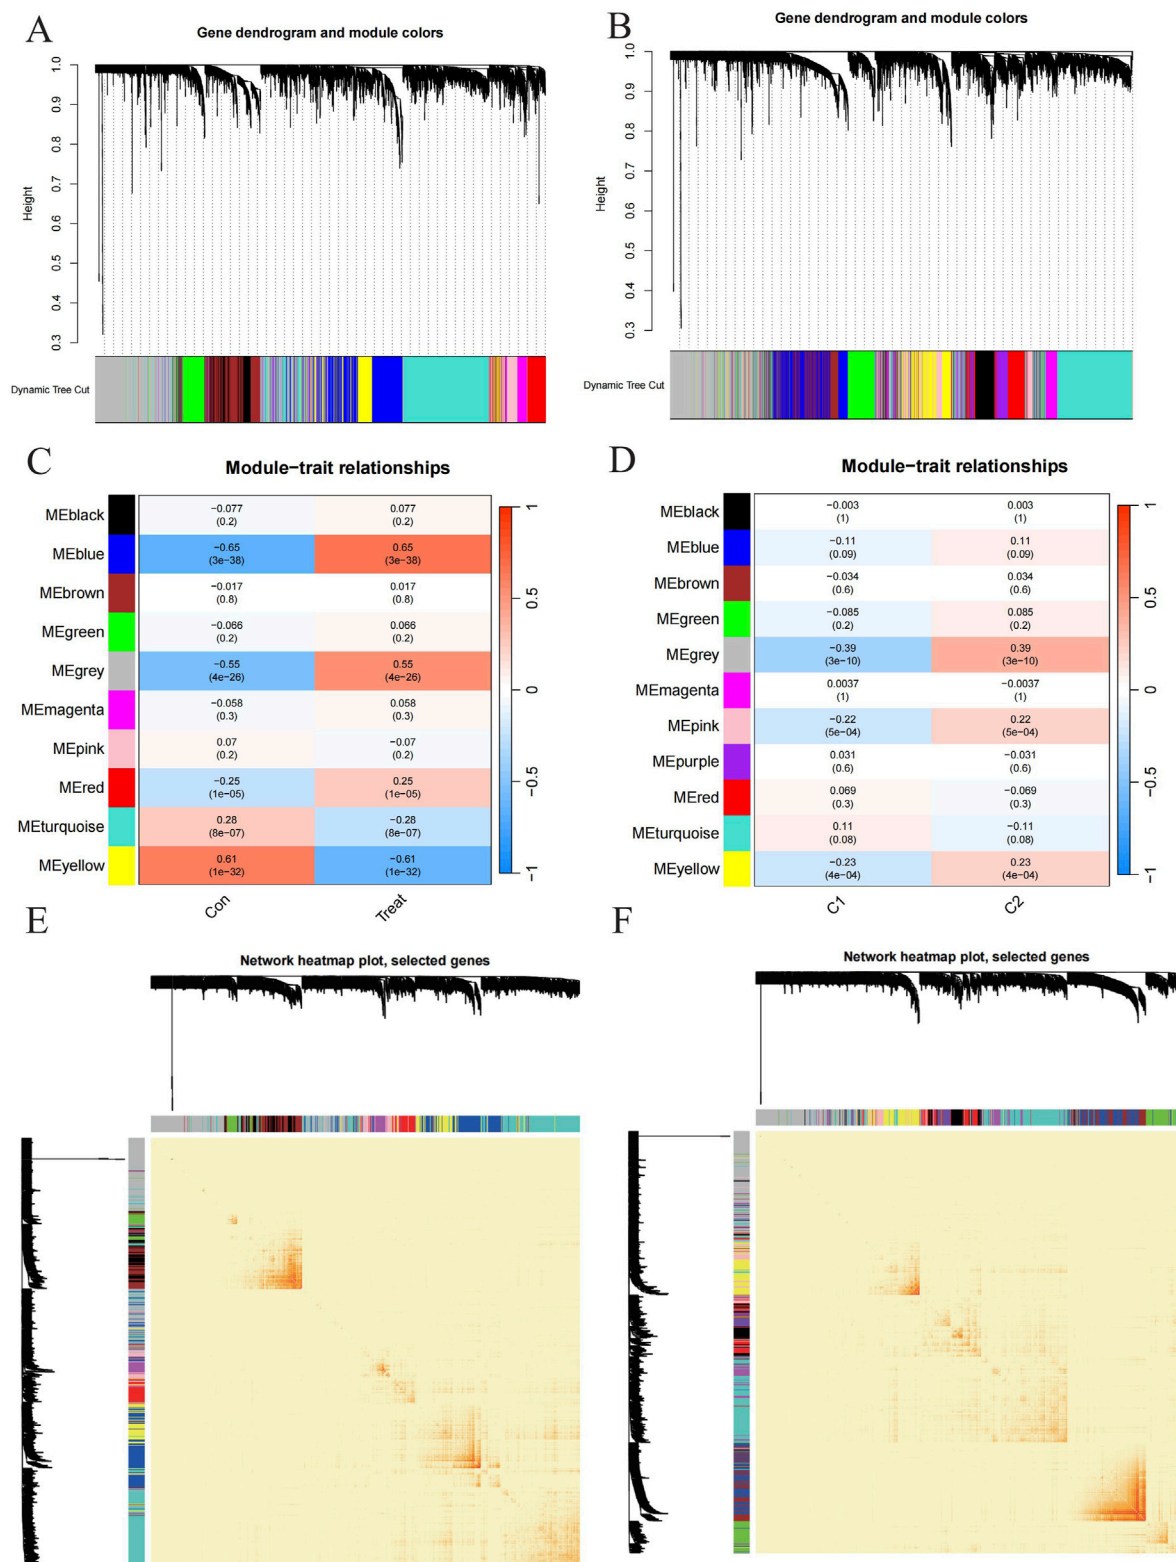 A
Gene dendrogram and module colors
Height
1.0
0.9
0.8
0.7
0.6
0.5
0.4
0.3
Dynamic Tree Cut
B
Gene dendrogram and module colors
Height
1.0
0.9
0.8
0.7
0.6
0.5
0.4
0.3
Dynamic Tree Cut
C
Module−trait relationships
MEblack −0.077 0.077
(0.2) (0.2)
MEblue −0.65 0.65
(3e−38) (3e−38)
MEbrown −0.017 0.017
(0.8) (0.8)
MEgreen −0.066 0.066
(0.2) (0.2)
MEgrey −0.55 0.55
(4e−26) (4e−26)
MEmagenta −0.058 0.058
(0.3) (0.3)
MEpink 0.07 −0.07
(0.2) (0.2)
MEred −0.25 0.25
(1e−05) (1e−05)
MEturquoise 0.28 −0.28
(8e−07) (8e−07)
MEyellow 0.61 −0.61
(1e−32) (1e−32)
Con Treat
1
0.5
0
−0.5
−1
D
Module−trait relationships
MEblack −0.003 0.003
(1) (1)
MEblue −0.11 0.11
(0.09) (0.09)
MEbrown −0.034 0.034
(0.6) (0.6)
MEgreen −0.085 0.085
(0.2) (0.2)
MEgrey −0.39 0.39
(3e−10) (3e−10)
MEmagenta 0.0037 −0.0037
(1) (1)
MEpink −0.22 0.22
(5e−04) (5e−04)
MEpurple 0.031 −0.031
(0.6) (0.6)
MEred 0.069 −0.069
(0.3) (0.3)
MEturquoise 0.11 −0.11
(0.08) (0.08)
MEyellow −0.23 0.23
(4e−04) (4e−04)
C1 C2
1
0.5
0
−0.5
−1
E
Network heatmap plot, selected genes
F
Network heatmap plot, selected genes